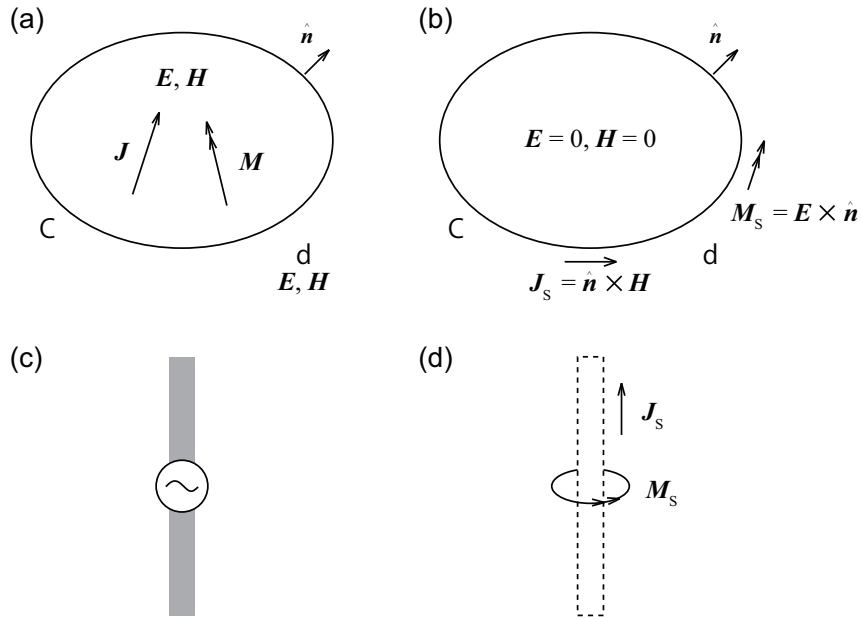 (a)
n̂
E, H
J
M
C
d
E, H
(b)
n̂
E = 0, H = 0
M_S = E × n̂
C
d
J_S = n̂ × H
(c)
(d)
J_S
M_S